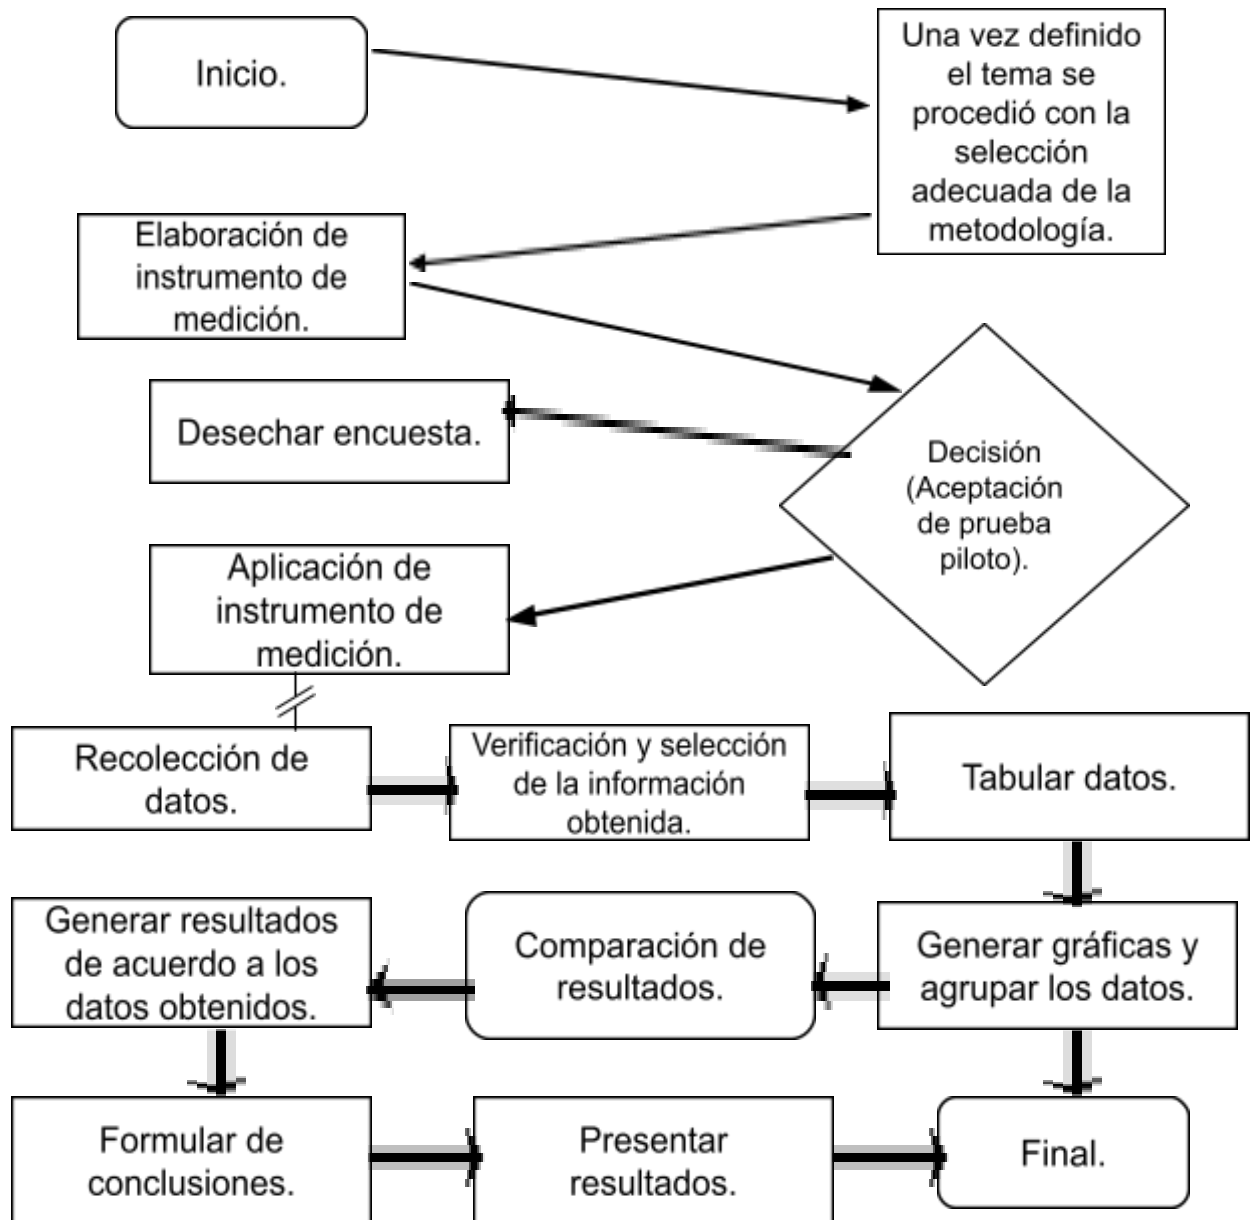 Inicio.
Una vez definido
el tema se
procedió con la
selección
adecuada de la
metodología.
Elaboración de
instrumento de
medición.
Desechar encuesta.
Decisión
(Aceptación
de prueba
piloto).
Aplicación de
instrumento de
medición.
Recolección de
datos.
Verificación y selección
de la información
obtenida.
Tabular datos.
Generar gráficas y
agrupar los datos.
Comparación de
resultados.
Generar resultados
de acuerdo a los
datos obtenidos.
Formular de
conclusiones.
Presentar
resultados.
Final.